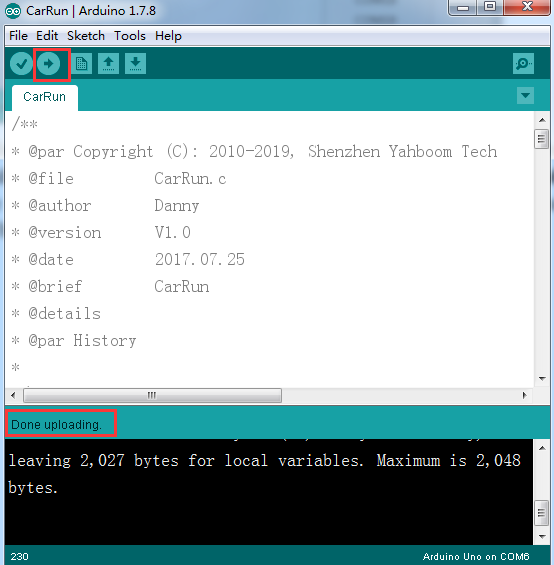 CarRun | Arduino 1.7.8
File Edit Sketch Tools Help
CarRun
/**
* @par Copyright (C): 2010-2019, Shenzhen Yahboom Tech
* @file CarRun.c
* @author Danny
* @version V1.0
* @date 2017.07.25
* @brief CarRun
* @details
* @par History
*
Done uploading.
leaving 2,027 bytes for local variables. Maximum is 2,048
bytes.
230 Arduino Uno on COM6